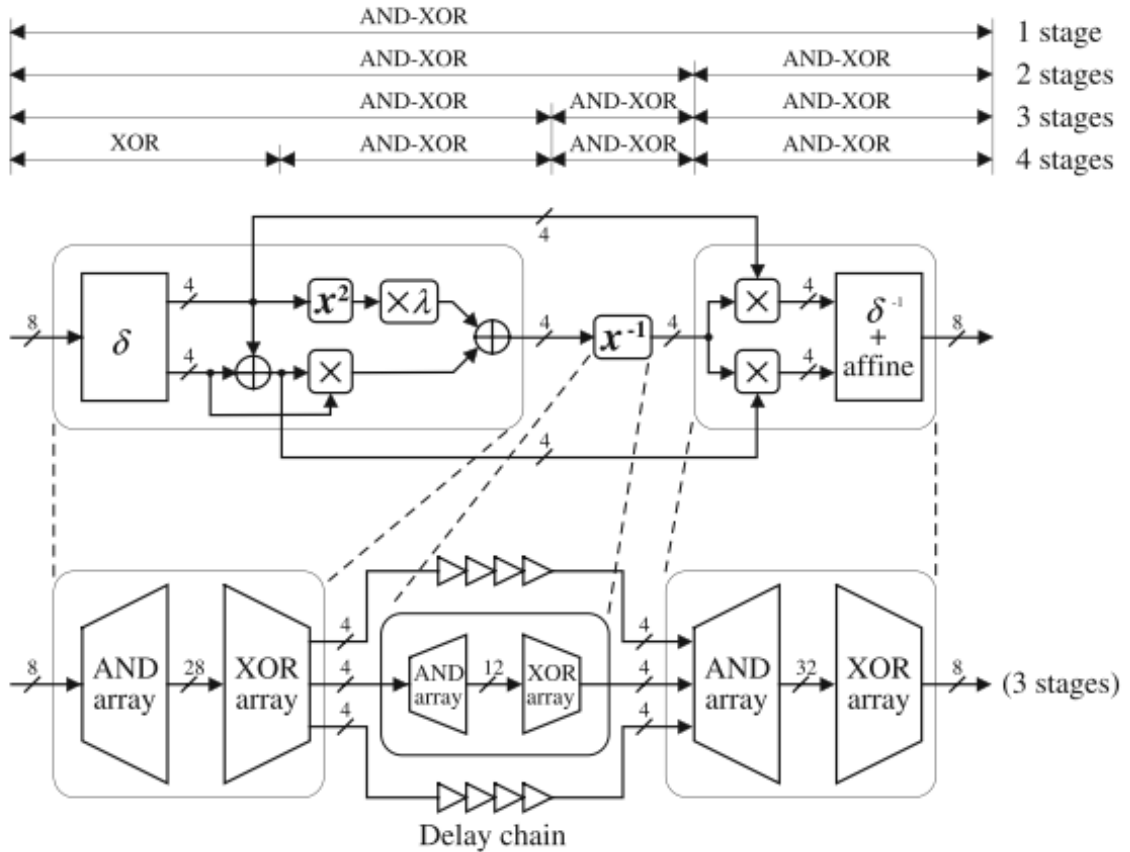 AND-XOR 1 stage
AND-XOR AND-XOR 2 stages
AND-XOR AND-XOR AND-XOR 3 stages
XOR AND-XOR AND-XOR AND-XOR 4 stages
4
4 x² ×λ × 4
8 δ 4 x⁻¹ 4 δ⁻¹ + affine 8
4 × × 4
4
4 4
8 AND array 28 XOR array 4 AND array 12 XOR array 4 AND array 32 XOR array 8 (3 stages)
4 4
Delay chain